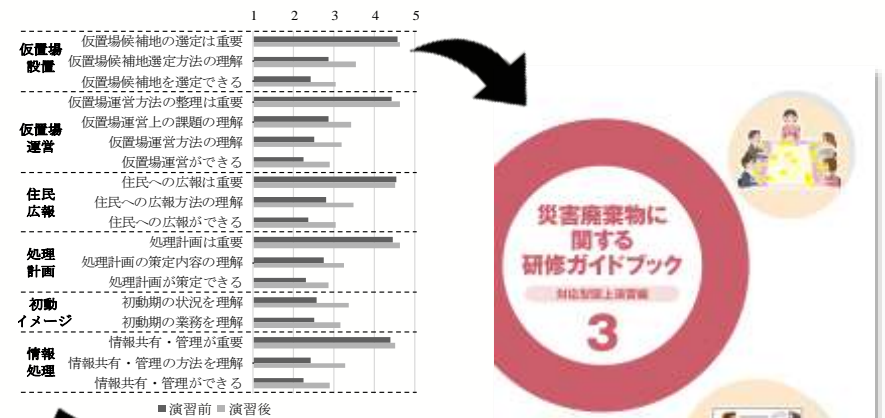 1 2 3 4 5
仮置場
設置
仮置場候補地の選定は重要
仮置場候補地選定方法の理解
仮置場候補地を選定できる
仮置場
運営
仮置場運営方法の整理は重要
仮置場運営上の課題の理解
仮置場運営方法の理解
仮置場運営ができる
住民
広報
住民への広報は重要
住民への広報方法の理解
住民への広報ができる
処理
計画
処理計画は重要
処理計画の策定内容の理解
処理計画が策定できる
初動
イメージ
初動期の状況を理解
初動期の業務を理解
情報
処理
情報共有・管理が重要
情報共有・管理の方法を理解
情報共有・管理ができる
■演習前 ■演習後
災害廃棄物に
関する
研修ガイドブック
対応型図上演習編
3